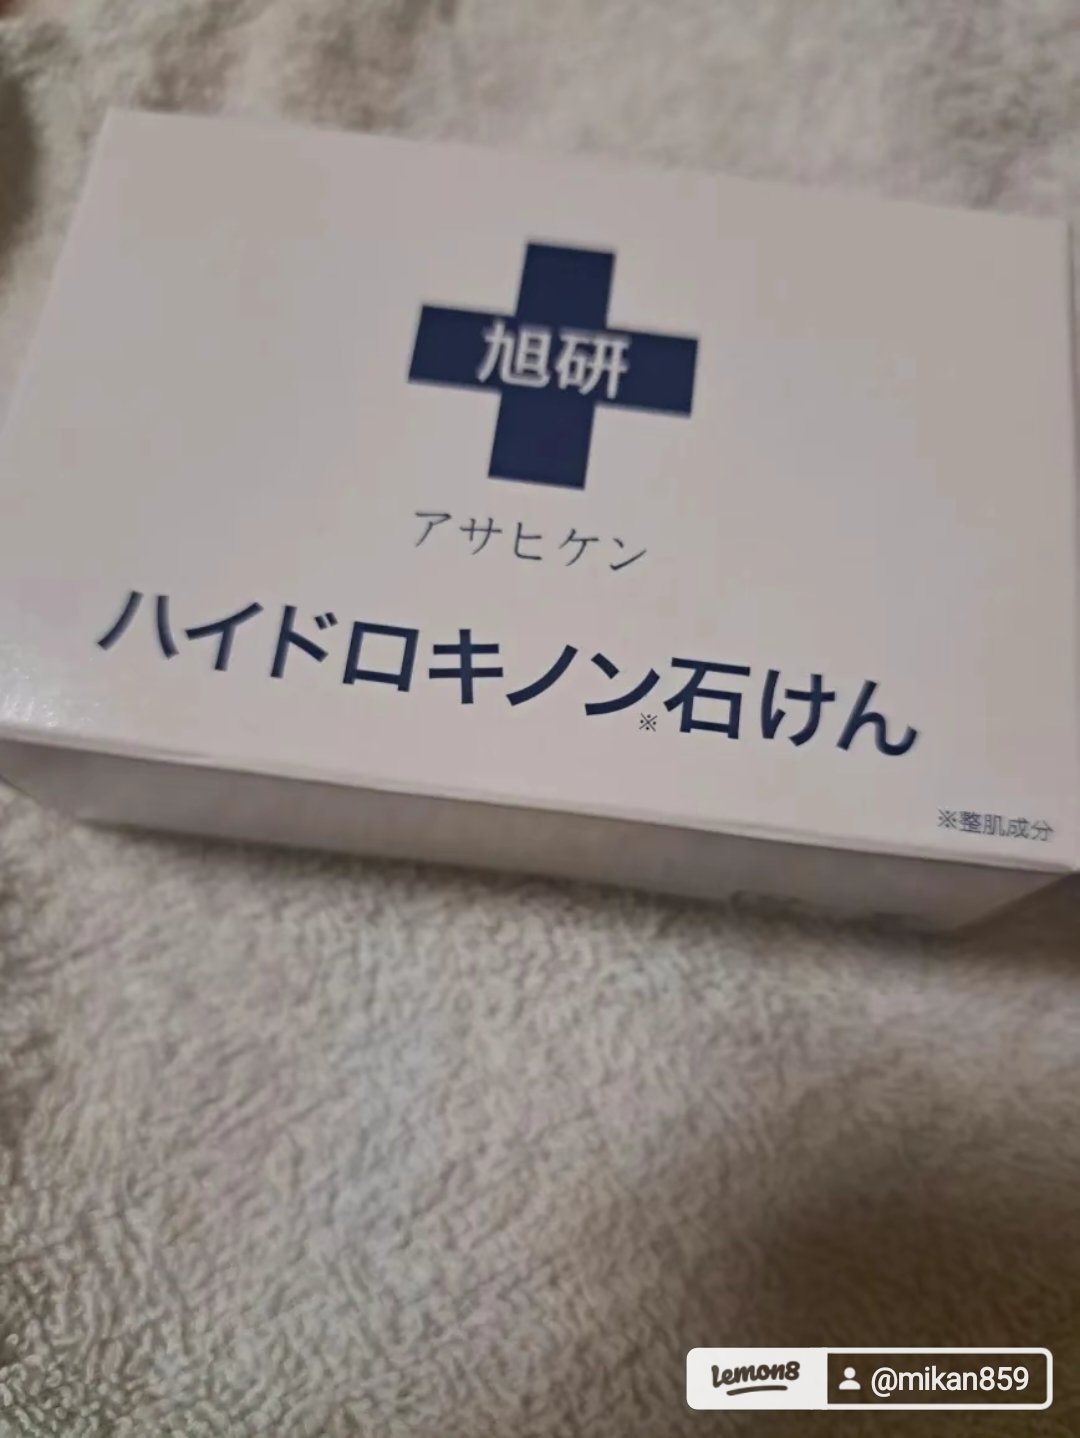 旭研
アサヒケン
ハイドロキノン※石けん
※整肌成分
lemon8 @mikan859